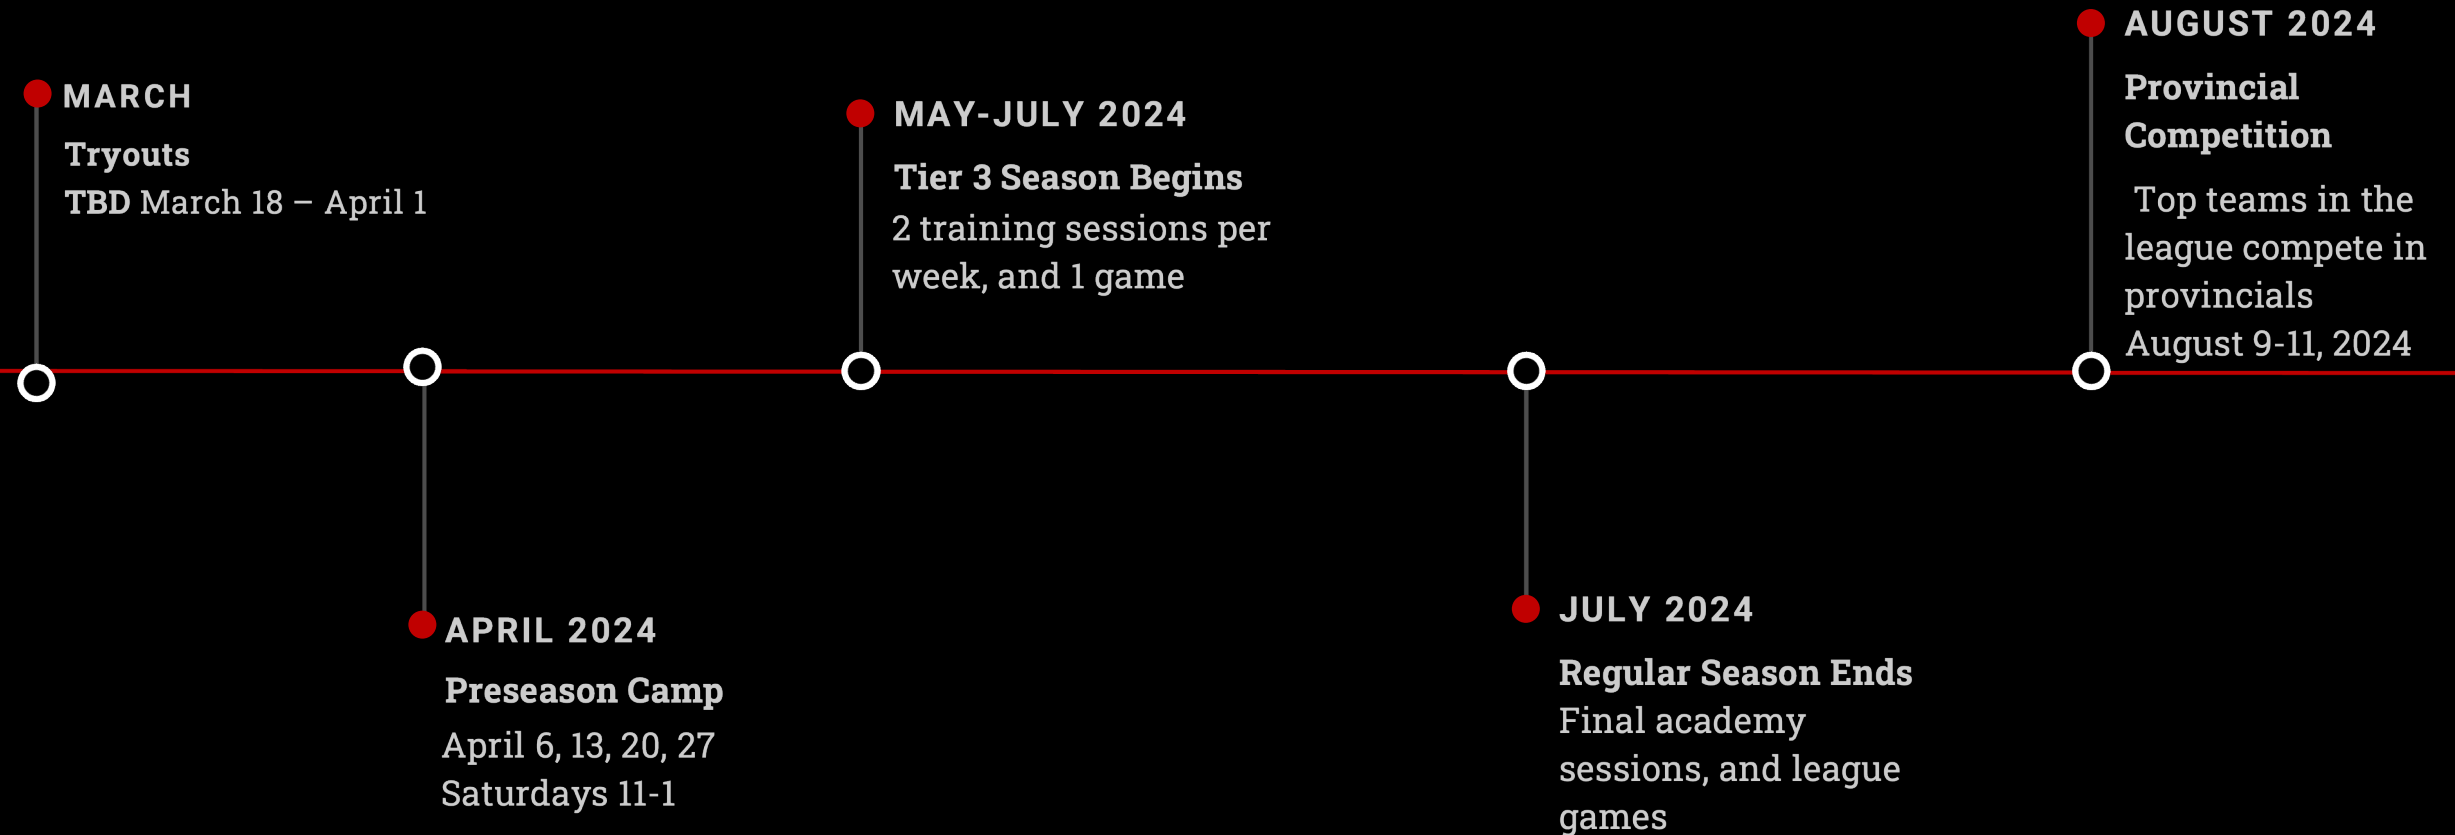 MARCH
Tryouts
TBD March 18 – April 1
APRIL 2024
Preseason Camp
April 6, 13, 20, 27
Saturdays 11-1
MAY-JULY 2024
Tier 3 Season Begins
2 training sessions per
week, and 1 game
JULY 2024
Regular Season Ends
Final academy
sessions, and league
games
AUGUST 2024
Provincial
Competition
Top teams in the
league compete in
provincials
August 9-11, 2024